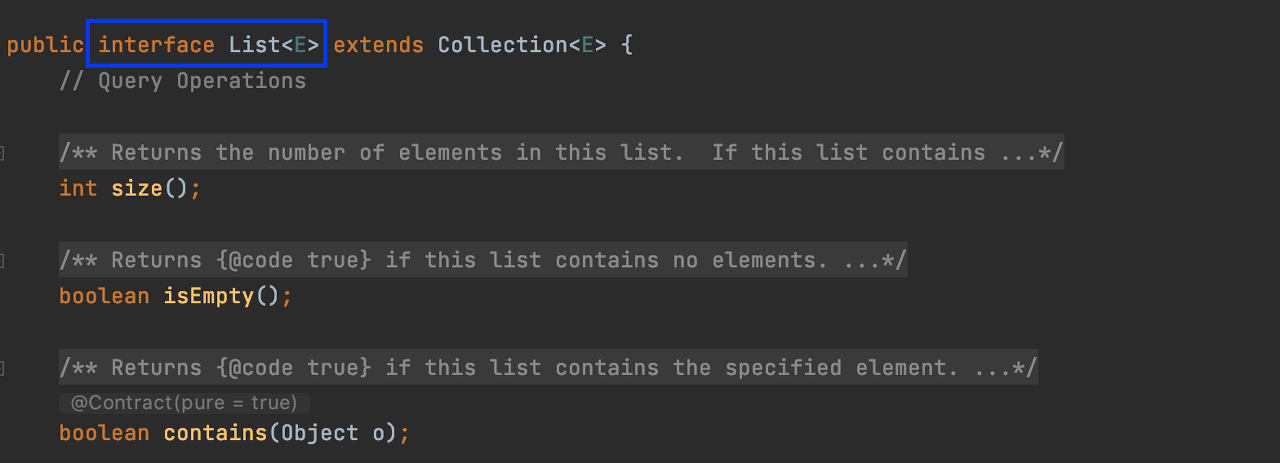 public interface List<E> extends Collection<E> {
// Query Operations
/** Returns the number of elements in this list.  If this list contains ...*/
int size();
/** Returns {@code true} if this list contains no elements. ...*/
boolean isEmpty();
/** Returns {@code true} if this list contains the specified element. ...*/
@Contract(pure = true)
boolean contains(Object o);